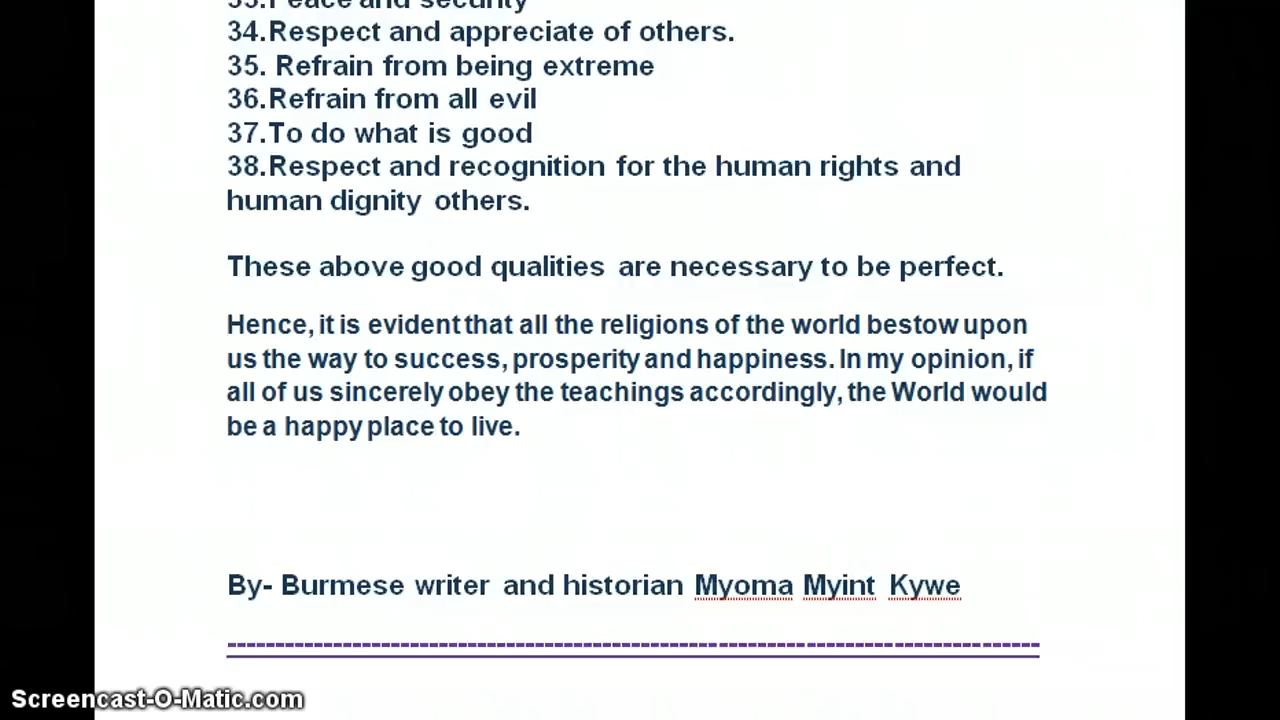 33.Peace and security
34.Respect and appreciate of others.
35. Refrain from being extreme
36.Refrain from all evil
37.To do what is good
38.Respect and recognition for the human rights and
human dignity others.
These above good qualities are necessary to be perfect.
Hence, it is evident that all the religions of the world bestow upon
us the way to success, prosperity and happiness. In my opinion, if
all of us sincerely obey the teachings accordingly, the World would
be a happy place to live.
By- Burmese writer and historian Myoma Myint Kywe
Screencast-O-Matic.com